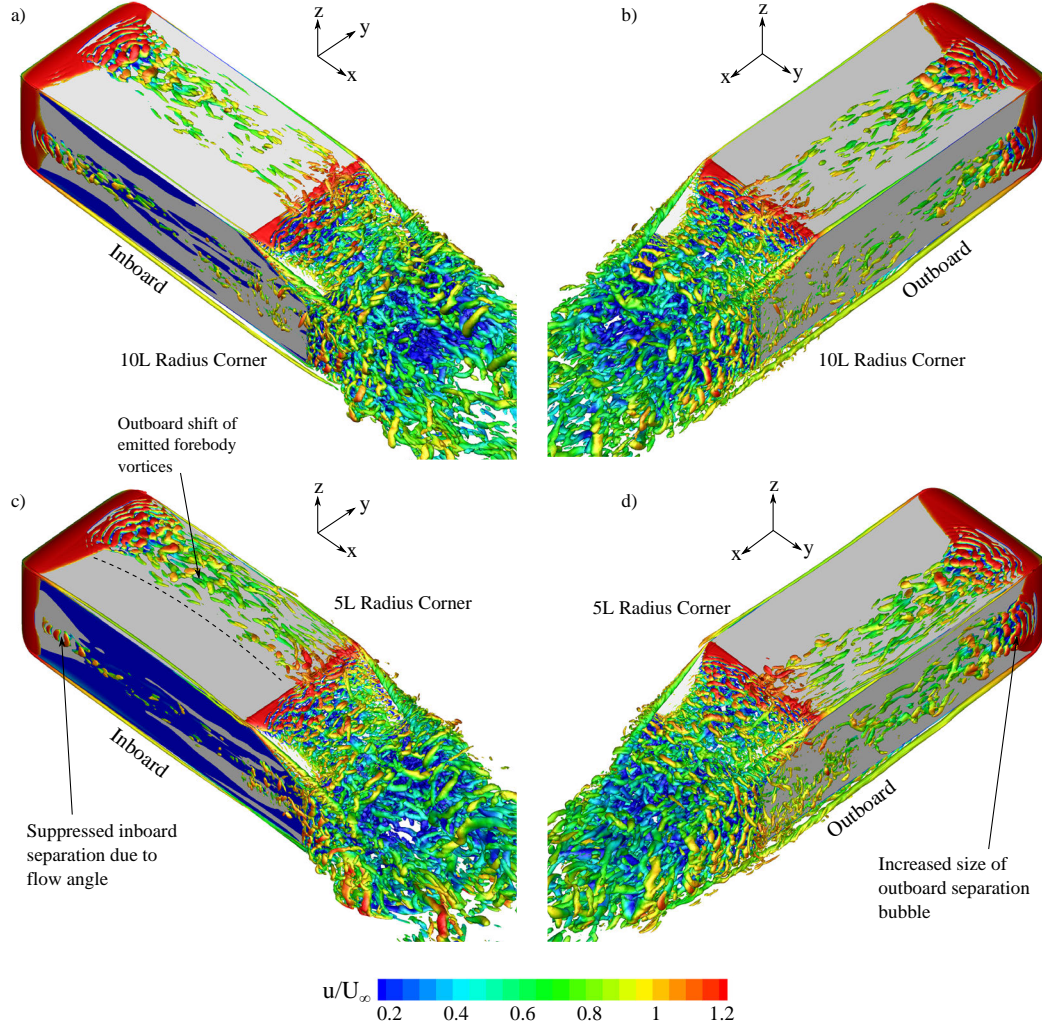 a)
z
y
x
b)
z
x
y
Inboard
Outboard
10L Radius Corner
10L Radius Corner
Outboard shift of
emitted forebody
vortices
c)
z
y
x
d)
z
x
y
5L Radius Corner
5L Radius Corner
Inboard
Outboard
Suppressed inboard
separation due to
flow angle
Increased size of
outboard separation
bubble
u/U∞
0.2 0.4 0.6 0.8 1 1.2